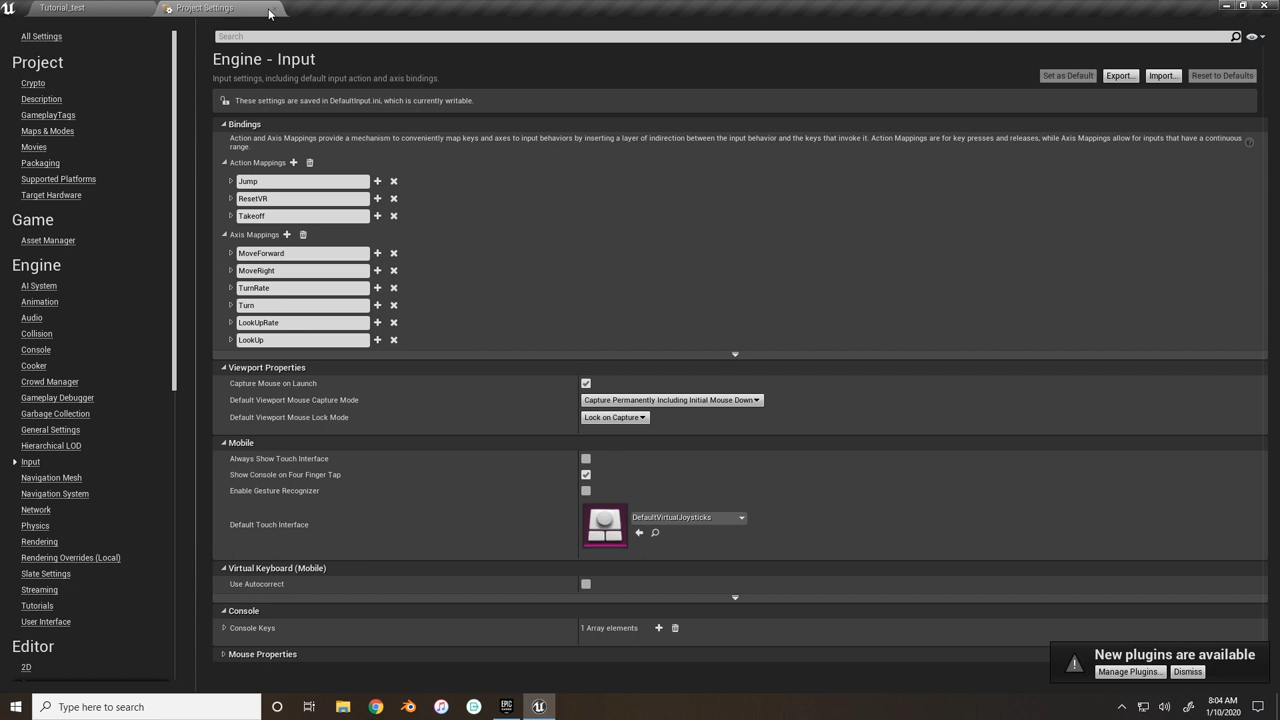 Tutorial_test
Project Settings
All Settings
Project
Crypto
Description
GameplayTags
Maps & Modes
Movies
Packaging
Supported Platforms
Target Hardware
Game
Asset Manager
Engine
AI System
Animation
Audio
Collision
Console
Cooker
Crowd Manager
Gameplay Debugger
Garbage Collection
General Settings
Hierarchical LOD
Input
Navigation Mesh
Navigation System
Network
Physics
Rendering
Rendering Overrides (Local)
Slate Settings
Streaming
Tutorials
User Interface
Editor
2D
Search
Engine - Input
Input settings, including default input action and axis bindings.
Set as Default
Export...
Import...
Reset to Defaults
These settings are saved in DefaultInput.ini, which is currently writable.
Bindings
Action and Axis Mappings provide a mechanism to conveniently map keys and axes to input behaviors by inserting a layer of indirection between the input behavior and the keys that invoke it. Action Mappings are for key presses and releases, while Axis Mappings allow for inputs that have a continuous
range.
Action Mappings
Jump
ResetVR
Takeoff
Axis Mappings
MoveForward
MoveRight
TurnRate
Turn
LookUpRate
LookUp
Viewport Properties
Capture Mouse on Launch
Default Viewport Mouse Capture Mode
Capture Permanently Including Initial Mouse Down
Default Viewport Mouse Lock Mode
Lock on Capture
Mobile
Always Show Touch Interface
Show Console on Four Finger Tap
Enable Gesture Recognizer
Default Touch Interface
DefaultVirtualJoysticks
Virtual Keyboard (Mobile)
Use Autocorrect
Console
Console Keys
1 Array elements
Mouse Properties
New plugins are available
Manage Plugins...
Dismiss
Type here to search
8:04 AM
1/10/2020